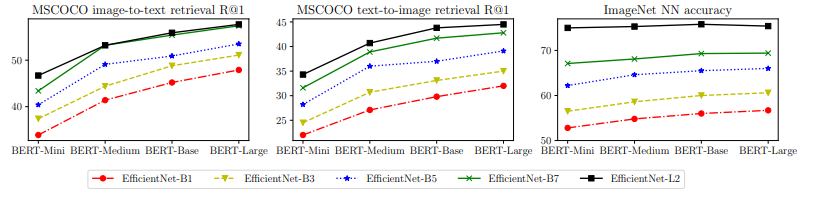 MSCOCO image-to-text retrieval R@1
MSCOCO text-to-image retrieval R@1
ImageNet NN accuracy
50
40
BERT-Mini BERT-Medium BERT-Base BERT-Large
45
40
35
30
25
BERT-Mini BERT-Medium BERT-Base BERT-Large
70
60
50
BERT-Mini BERT-Medium BERT-Base BERT-Large
EfficientNet-B1 EfficientNet-B3 EfficientNet-B5 EfficientNet-B7 EfficientNet-L2